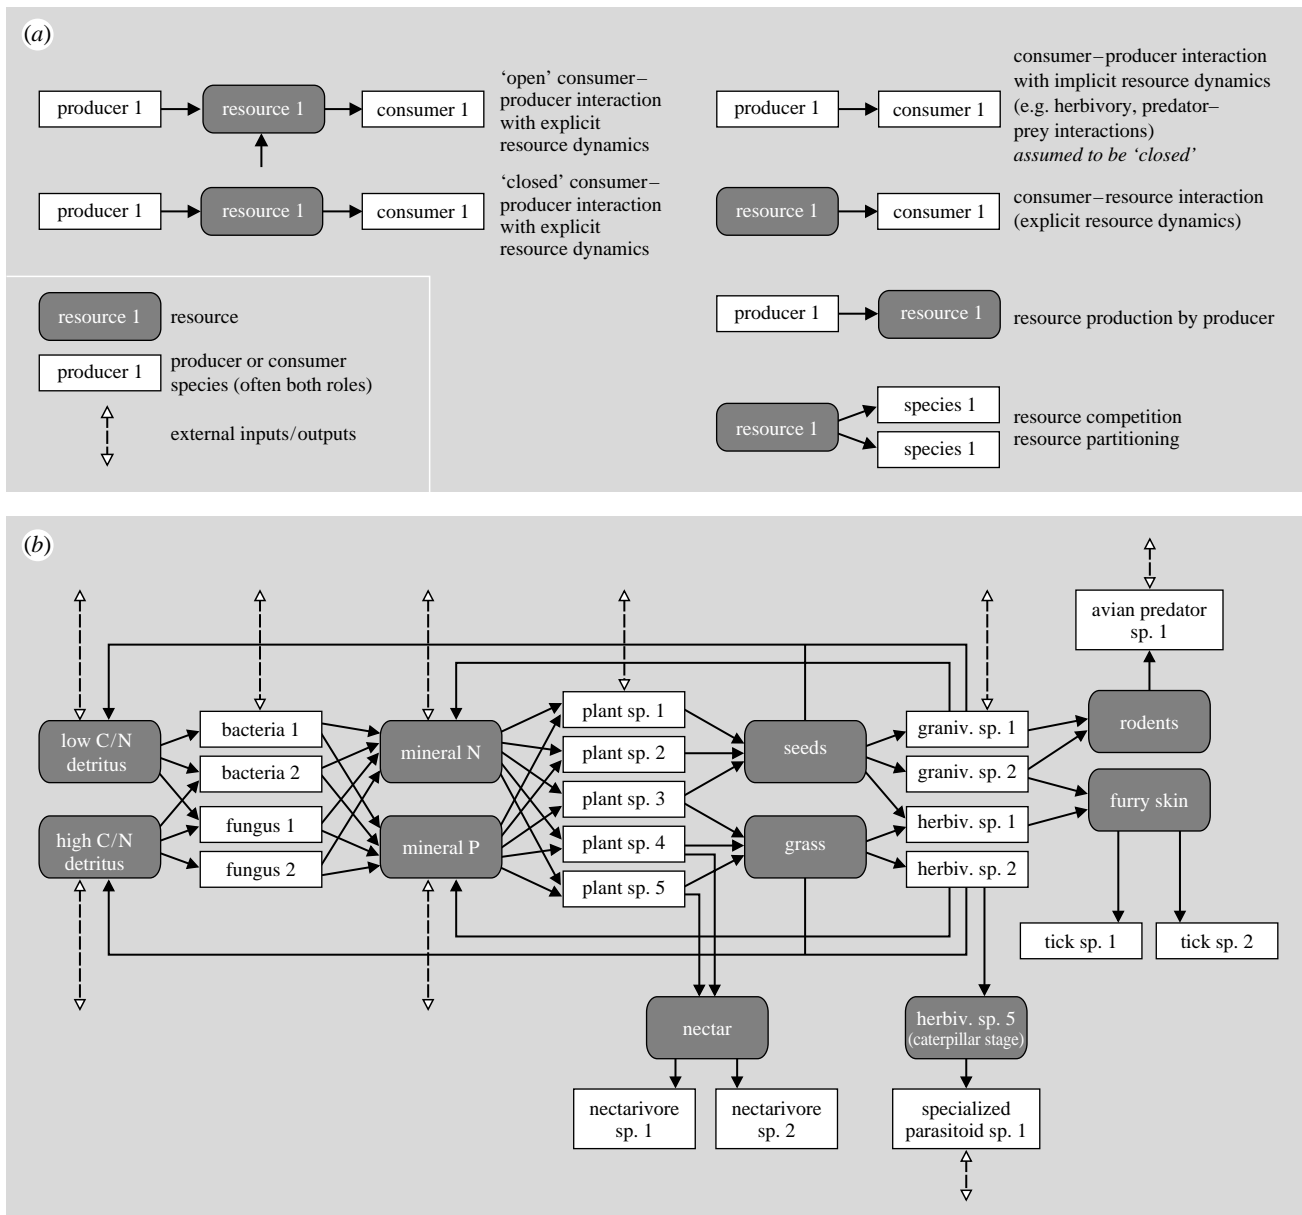 (a)
producer 1
resource 1
consumer 1
‘open’ consumer–
producer interaction
with explicit
resource dynamics
producer 1
resource 1
consumer 1
‘closed’ consumer–
producer interaction
with explicit
resource dynamics
resource 1
resource
producer 1
producer or consumer
species (often both roles)
external inputs/outputs
producer 1
consumer 1
consumer–producer interaction
with implicit resource dynamics
(e.g. herbivory, predator–
prey interactions)
assumed to be ‘closed’
resource 1
consumer 1
consumer–resource interaction
(explicit resource dynamics)
producer 1
resource 1
resource production by producer
resource 1
species 1
species 1
resource competition
resource partitioning
(b)
low C/N
detritus
high C/N
detritus
bacteria 1
bacteria 2
fungus 1
fungus 2
mineral N
mineral P
plant sp. 1
plant sp. 2
plant sp. 3
plant sp. 4
plant sp. 5
seeds
grass
graniv. sp. 1
graniv. sp. 2
herbiv. sp. 1
herbiv. sp. 2
avian predator
sp. 1
rodents
furry skin
tick sp. 1
tick sp. 2
nectar
nectarivore
sp. 1
nectarivore
sp. 2
herbiv. sp. 5
(caterpillar stage)
specialized
parasitoid sp. 1